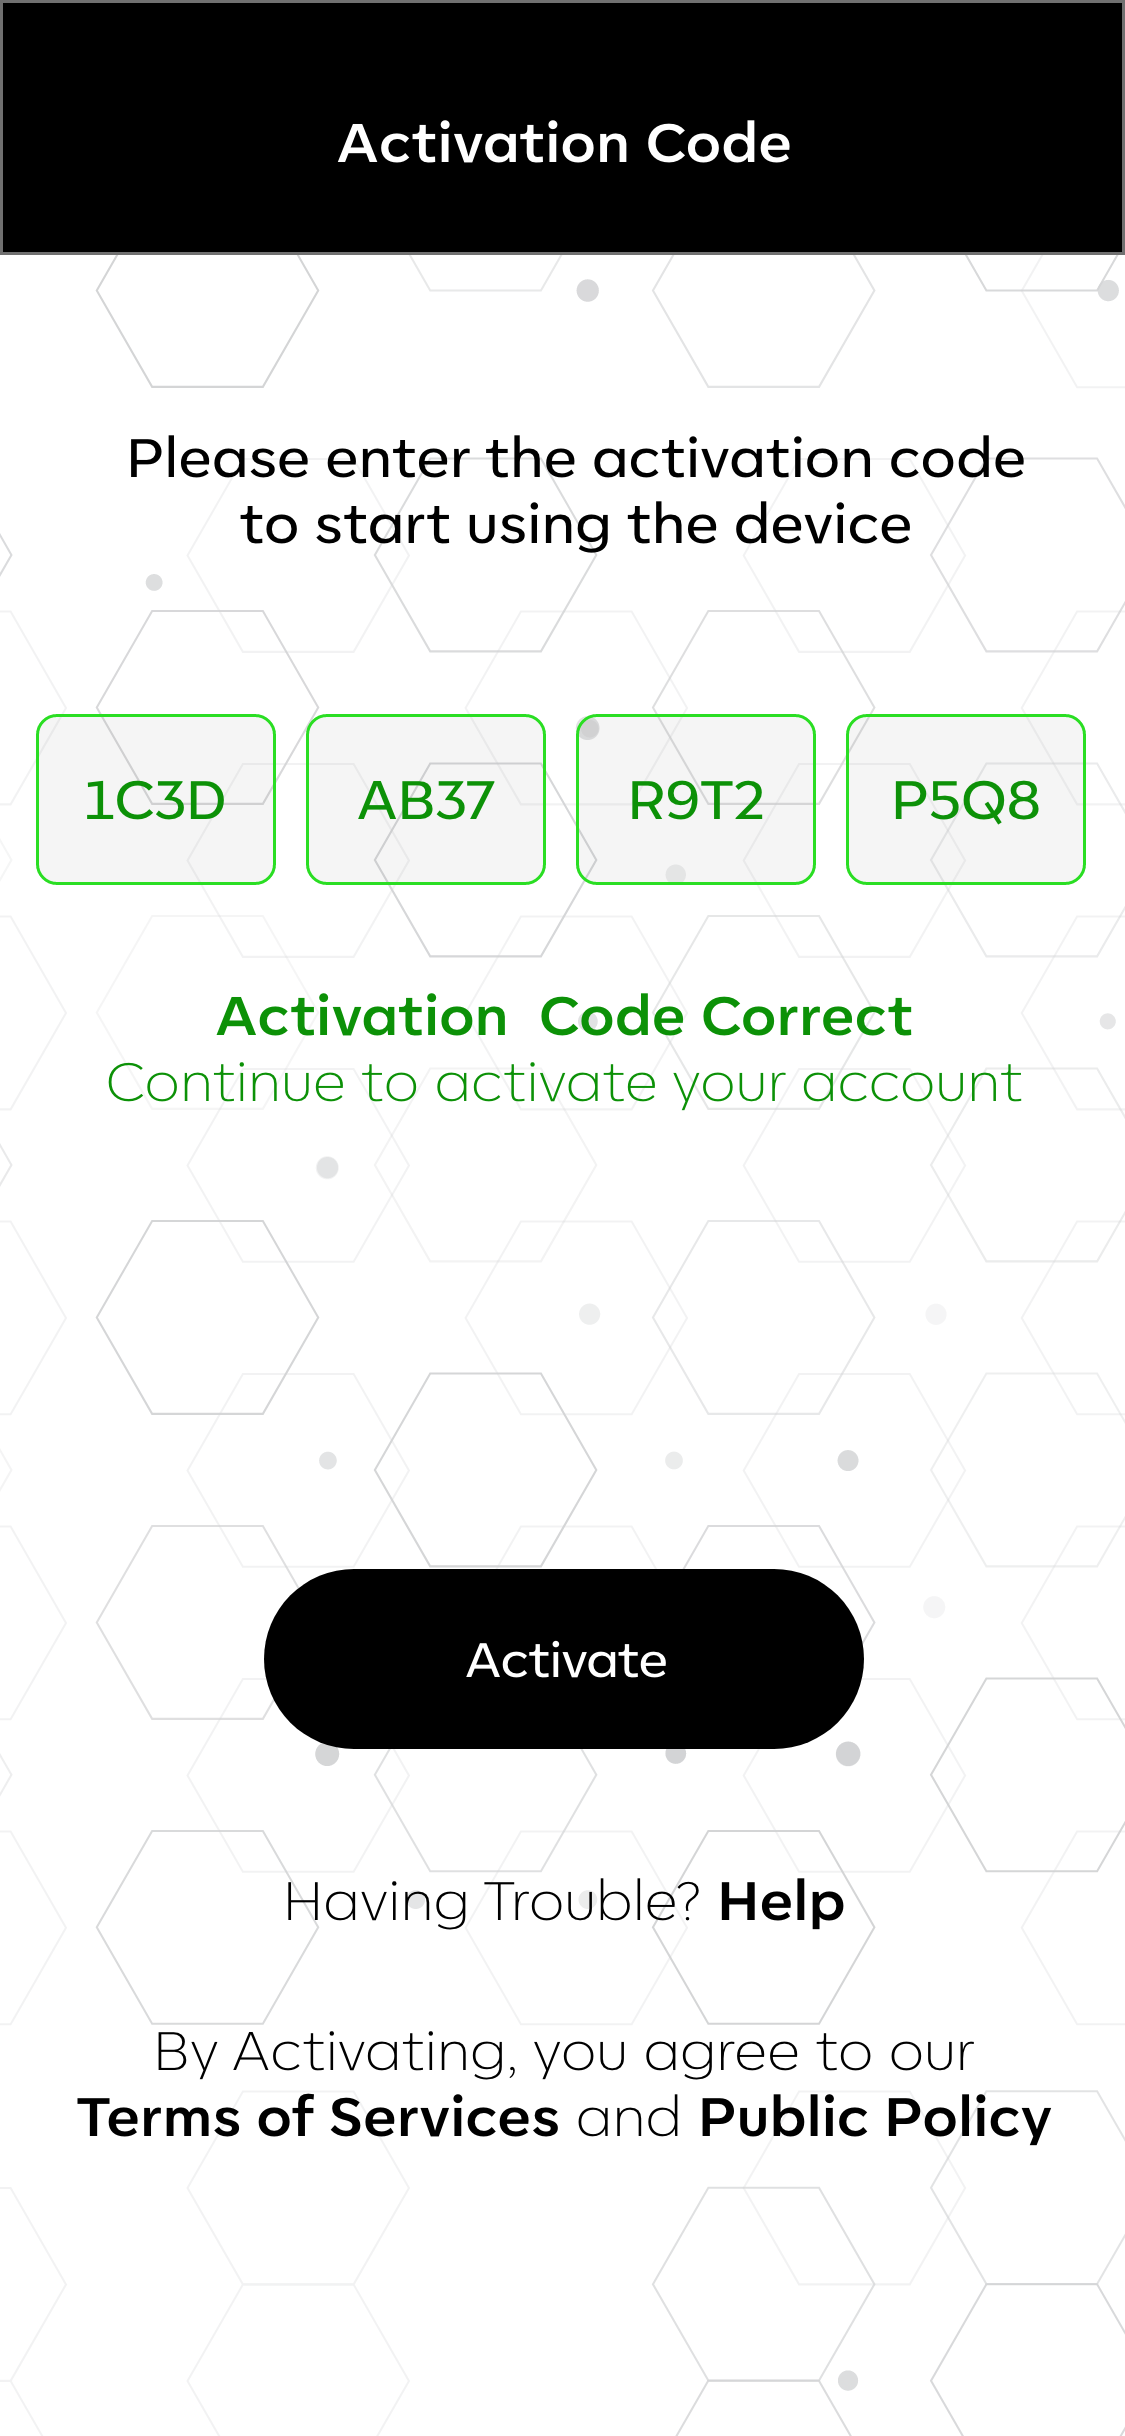 Activation Code
Please enter the activation code
to start using the device
1C3D AB37 R9T2 P5Q8
Activation  Code Correct
Continue to activate your account
Activate
Having Trouble? Help
By Activating, you agree to our
Terms of Services and Public Policy